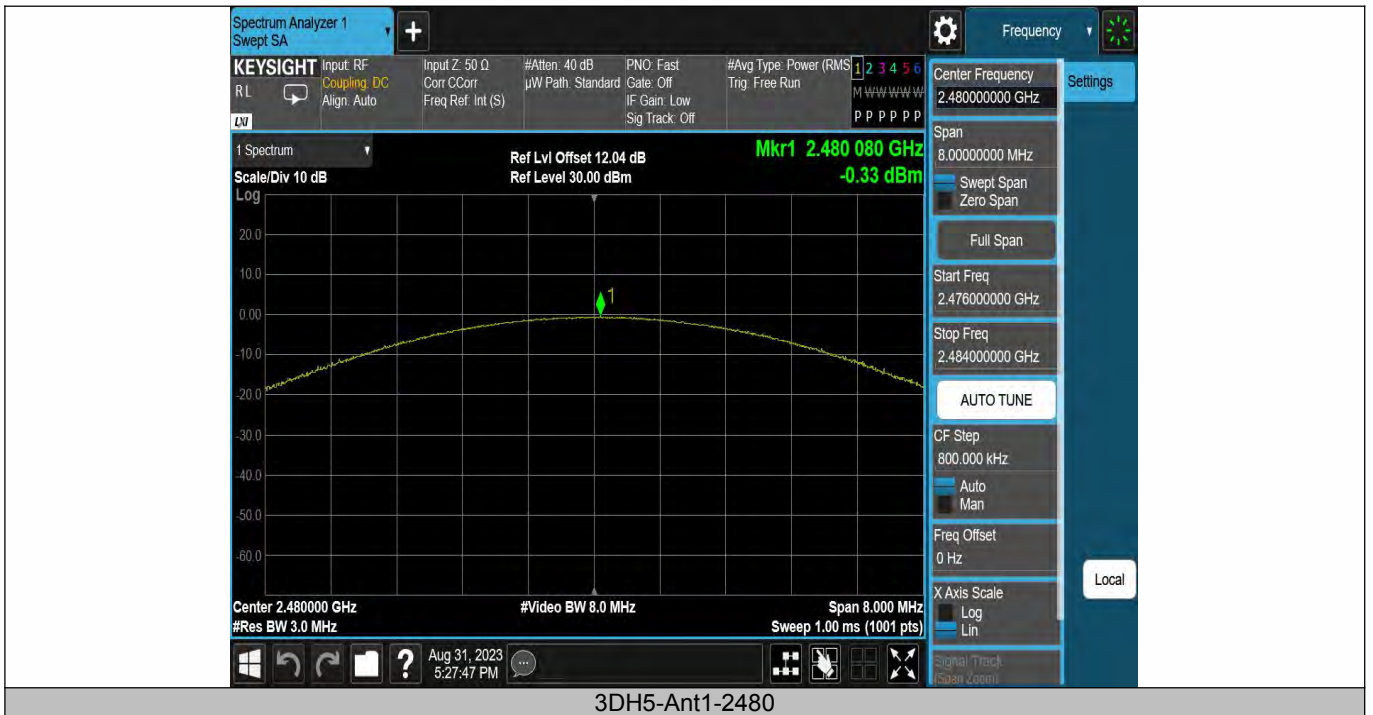 Spectrum Analyzer 1
Swept SA
+
Frequency
KEYSIGHT
RL
LXI
Input: RF
Coupling: DC
Align: Auto
Input Z: 50 Ω
Corr CCorr
Freq Ref: Int (S)
#Atten: 40 dB
µW Path: Standard
PNO: Fast
Gate: Off
IF Gain: Low
Sig Track: Off
#Avg Type: Power (RMS
Trig: Free Run
1 2 3 4 5 6
M W W W W W
P P P P P P
Center Frequency
2.480000000 GHz
Settings
Span
8.00000000 MHz
Swept Span
Zero Span
Full Span
Start Freq
2.476000000 GHz
Stop Freq
2.484000000 GHz
AUTO TUNE
CF Step
800.000 kHz
Auto
Man
Freq Offset
0 Hz
X Axis Scale
Log
Lin
Signal Track
(Span Zoom)
Local
1 Spectrum
Scale/Div 10 dB
Log
Ref Lvl Offset 12.04 dB
Ref Level 30.00 dBm
Mkr1 2.480 080 GHz
-0.33 dBm
20.0
10.0
0.00
-10.0
-20.0
-30.0
-40.0
-50.0
-60.0
1
Center 2.480000 GHz
#Res BW 3.0 MHz
#Video BW 8.0 MHz
Span 8.000 MHz
Sweep 1.00 ms (1001 pts)
?
Aug 31, 2023
5:27:47 PM
3DH5-Ant1-2480